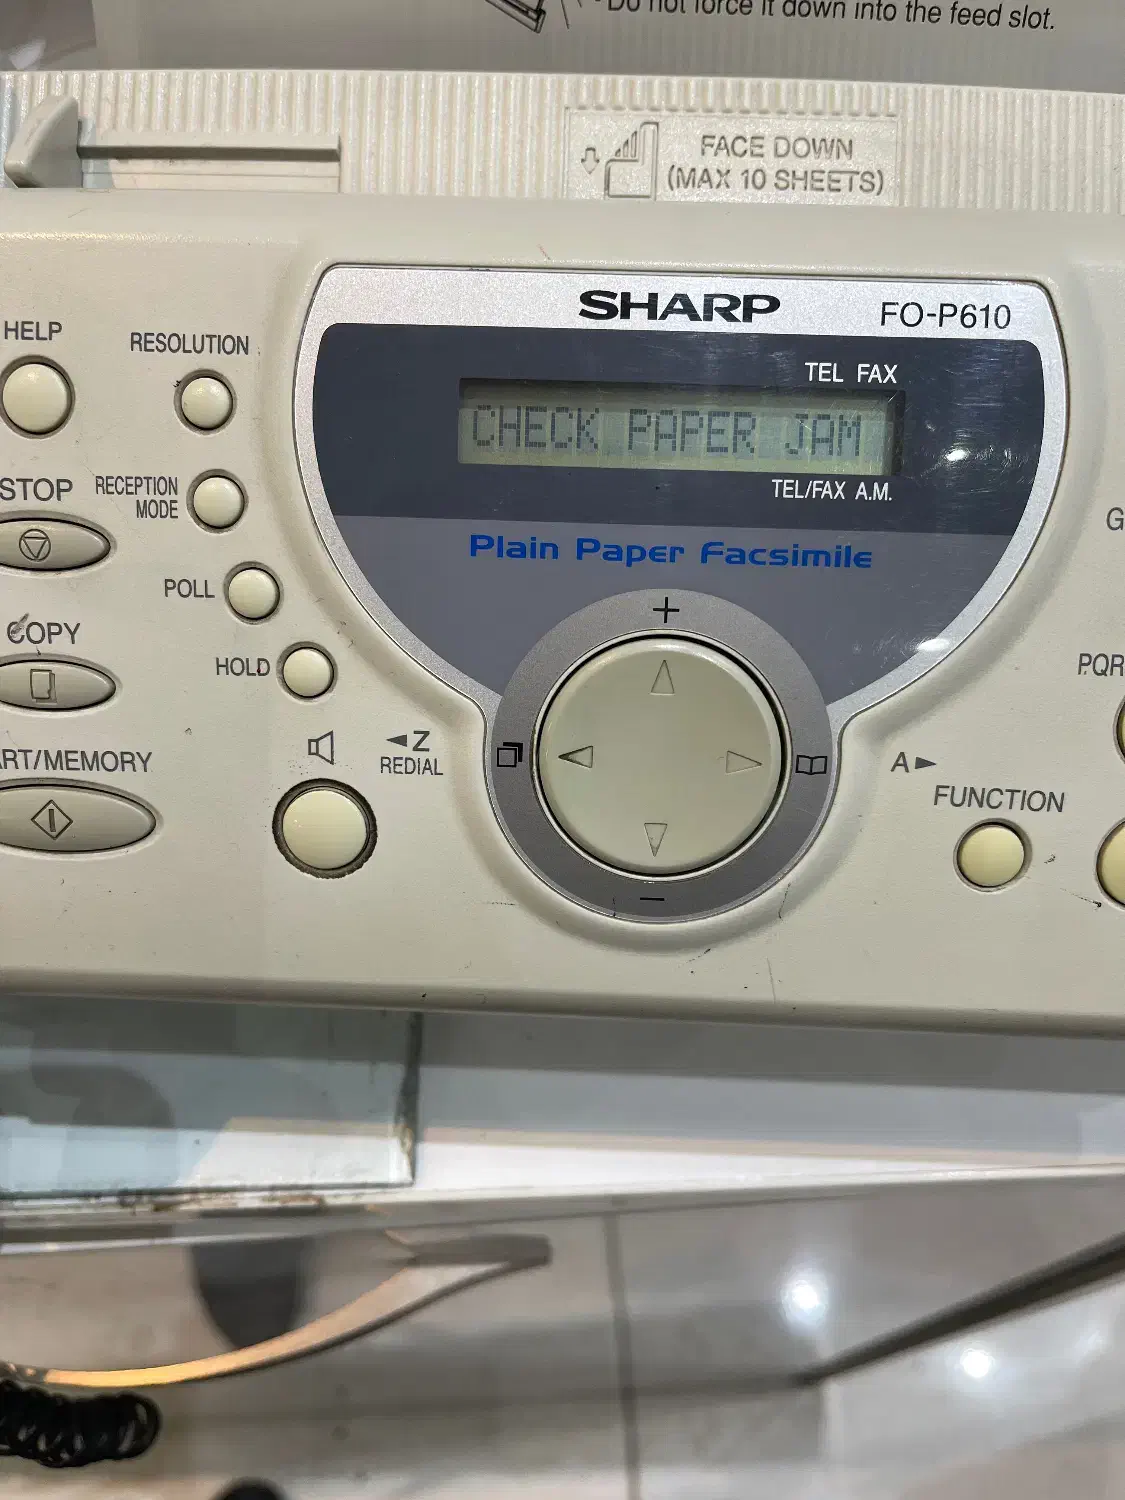 Do not force it down into the feed slot.
FACE DOWN
(MAX 10 SHEETS)
SHARP
FO-P610
HELP
RESOLUTION
TEL FAX
CHECK PAPER JAM
TEL/FAX A.M.
STOP
RECEPTION
MODE
Plain Paper Facsimile
POLL
COPY
HOLD
RT/MEMORY
Z
REDIAL
A
FUNCTION
G
PQR